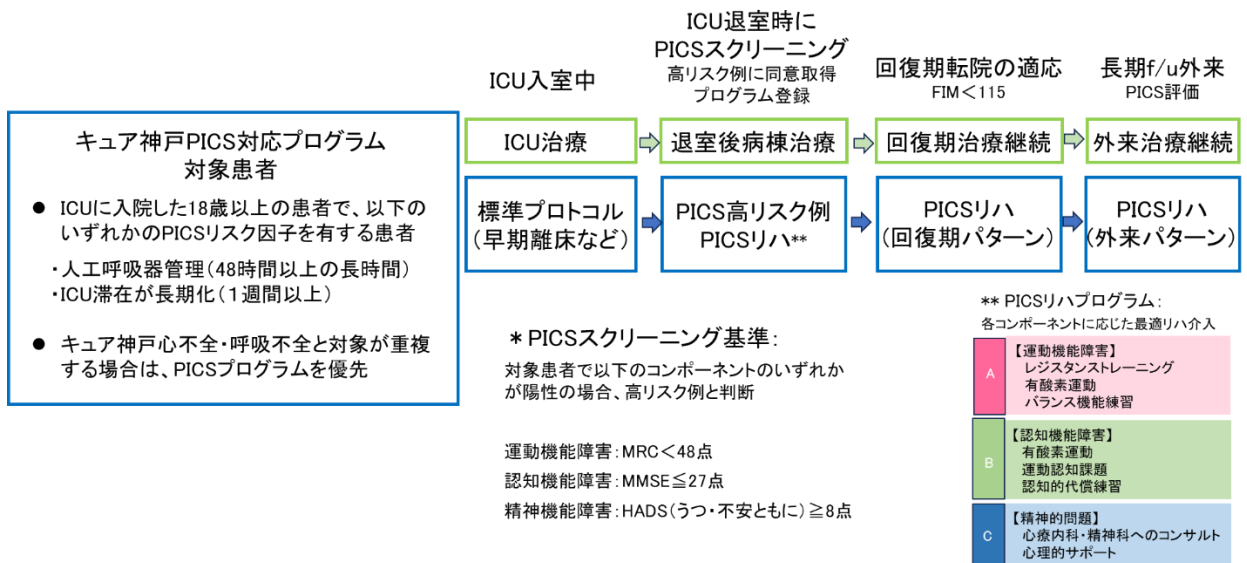 ICU入室中
ICU退室時に
PICSスクリーニング
高リスク例に同意取得
プログラム登録
回復期転院の適応
FIM＜115
長期f/u外来
PICS評価
ICU治療
退室後病棟治療
回復期治療継続
外来治療継続
標準プロトコル
(早期離床など)
PICS高リスク例
PICSリハ**
PICSリハ
(回復期パターン)
PICSリハ
(外来パターン)
キュア神戸PICS対応プログラム
対象患者
● ICUに入院した18歳以上の患者で、以下の
いずれかのPICSリスク因子を有する患者
・人工呼吸器管理(48時間以上の長時間)
・ICU滞在が長期化(1週間以上)
● キュア神戸心不全・呼吸不全と対象が重複
する場合は、PICSプログラムを優先
＊PICSスクリーニング基準:
対象患者で以下のコンポーネントのいずれか
が陽性の場合、高リスク例と判断
運動機能障害:MRC＜48点
認知機能障害:MMSE≦27点
精神機能障害:HADS(うつ・不安ともに)≧8点
** PICSリハプログラム:
各コンポーネントに応じた最適リハ介入
A
【運動機能障害】
レジスタンストレーニング
有酸素運動
バランス機能練習
B
【認知機能障害】
有酸素運動
運動認知課題
認知的代償練習
C
【精神的問題】
心療内科・精神科へのコンサルト
心理的サポート